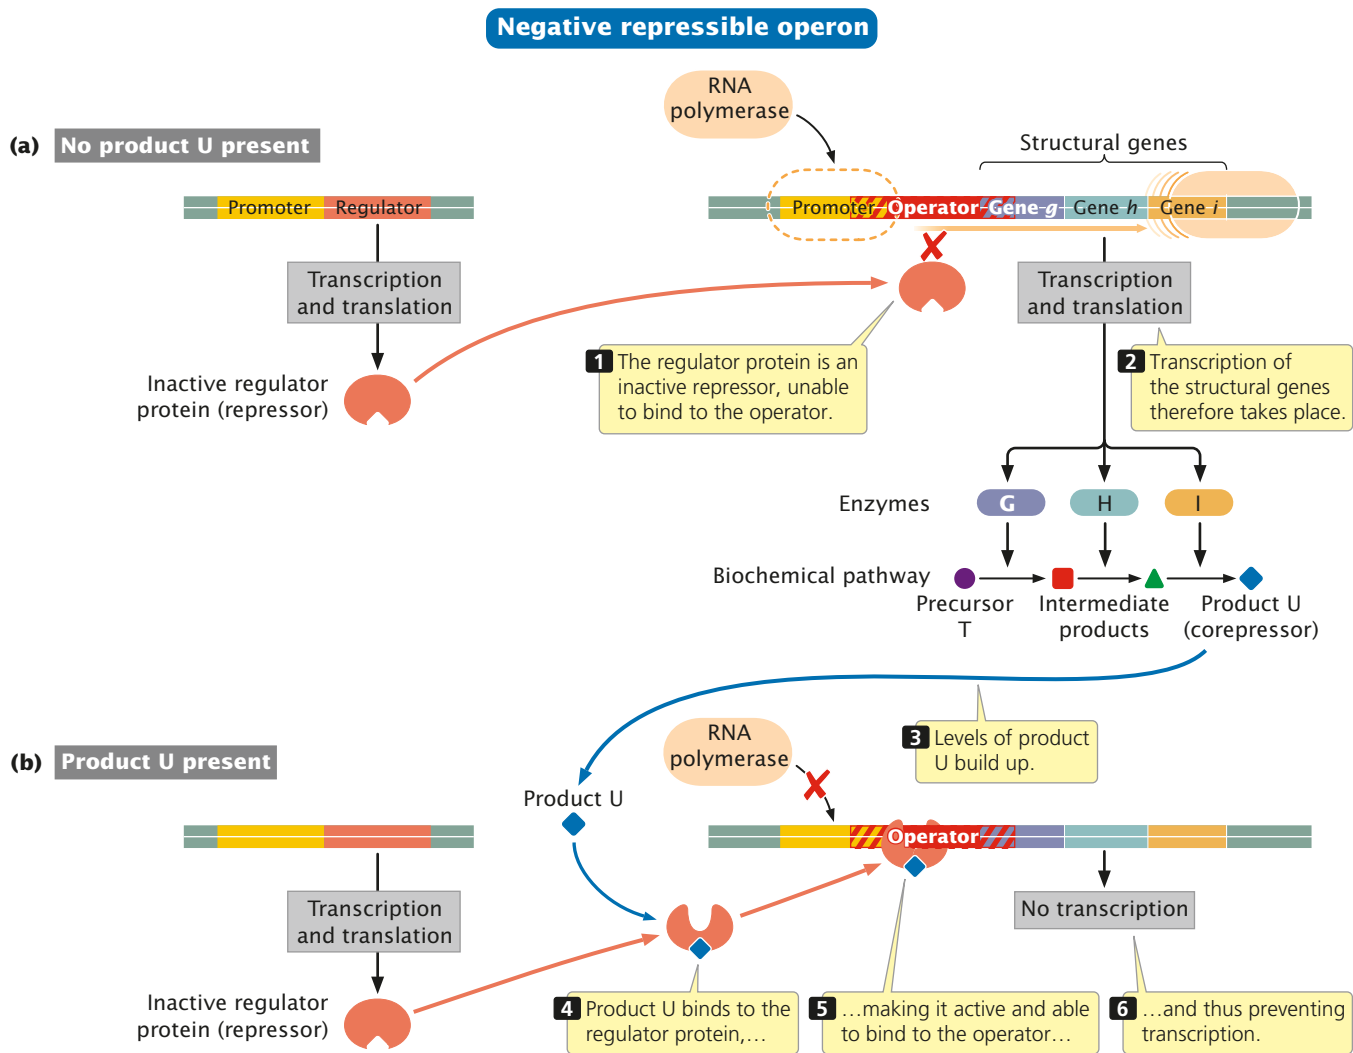 Negative repressible operon
RNA
polymerase
(a) No product U present
Structural genes
Promoter Regulator
Promoter Operator Gene g Gene h Gene i
Transcription
and translation
Transcription
and translation
1 The regulator protein is an
inactive repressor, unable
to bind to the operator.
2 Transcription of
the structural genes
therefore takes place.
Inactive regulator
protein (repressor)
Enzymes G H I
Biochemical pathway
Precursor
T
Intermediate
products
Product U
(corepressor)
3 Levels of product
U build up.
(b) Product U present
RNA
polymerase
Product U
Operator
Transcription
and translation
No transcription
Inactive regulator
protein (repressor)
4 Product U binds to the
regulator protein,…
5 …making it active and able
to bind to the operator…
6 …and thus preventing
transcription.